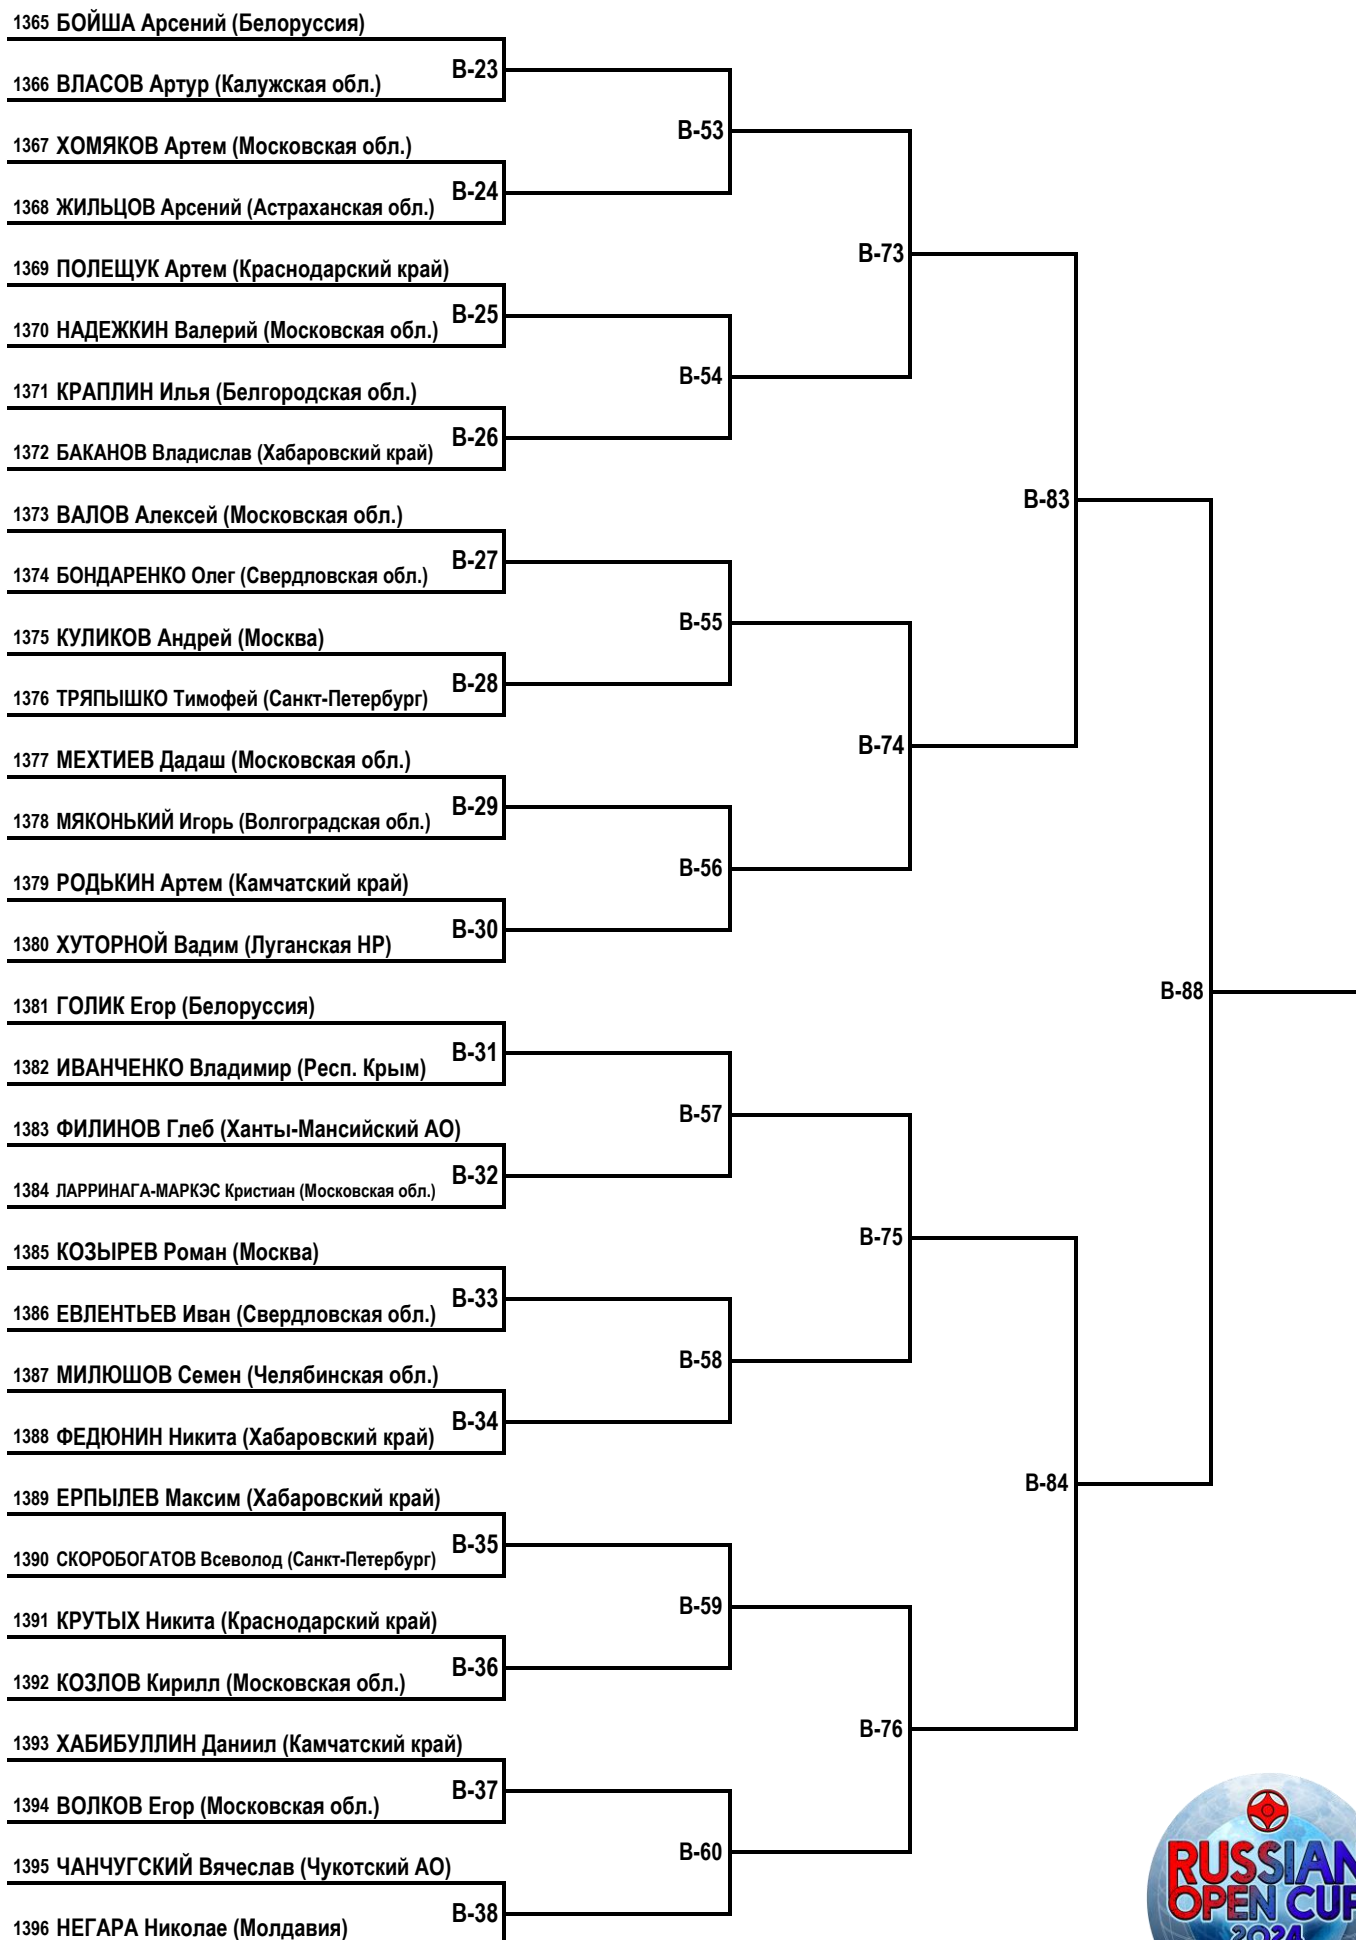 1365 БОЙША Арсений (Белоруссия)
В-23
1366 ВЛАСОВ Артур (Калужская обл.)
В-53
1367 ХОМЯКОВ Артем (Московская обл.)
В-24
1368 ЖИЛЬЦОВ Арсений (Астраханская обл.)
В-73
1369 ПОЛЕЩУК Артем (Краснодарский край)
В-25
1370 НАДЕЖКИН Валерий (Московская обл.)
В-54
1371 КРАПЛИН Илья (Белгородская обл.)
В-26
1372 БАКАНОВ Владислав (Хабаровский край)
В-83
1373 ВАЛОВ Алексей (Московская обл.)
В-27
1374 БОНДАРЕНКО Олег (Свердловская обл.)
В-55
1375 КУЛИКОВ Андрей (Москва)
В-28
1376 ТРЯПЫШКО Тимофей (Санкт-Петербург)
В-74
1377 МЕХТИЕВ Дадаш (Московская обл.)
В-29
1378 МЯКОНЬКИЙ Игорь (Волгоградская обл.)
В-56
1379 РОДЬКИН Артем (Камчатский край)
В-30
1380 ХУТОРНОЙ Вадим (Луганская НР)
В-88
1381 ГОЛИК Егор (Белоруссия)
В-31
1382 ИВАНЧЕНКО Владимир (Респ. Крым)
В-57
1383 ФИЛИНОВ Глеб (Ханты-Мансийский АО)
В-32
1384 ЛАРРИНАГА-МАРКЭС Кристиан (Московская обл.)
В-75
1385 КОЗЫРЕВ Роман (Москва)
В-33
1386 ЕВЛЕНТЬЕВ Иван (Свердловская обл.)
В-58
1387 МИЛЮШОВ Семен (Челябинская обл.)
В-34
1388 ФЕДЮНИН Никита (Хабаровский край)
В-84
1389 ЕРПЫЛЕВ Максим (Хабаровский край)
В-35
1390 СКОРОБОГАТОВ Всеволод (Санкт-Петербург)
В-59
1391 КРУТЫХ Никита (Краснодарский край)
В-36
1392 КОЗЛОВ Кирилл (Московская обл.)
В-76
1393 ХАБИБУЛЛИН Даниил (Камчатский край)
В-37
1394 ВОЛКОВ Егор (Московская обл.)
В-60
1395 ЧАНЧУГСКИЙ Вячеслав (Чукотский АО)
В-38
1396 НЕГАРА Николае (Молдавия)
RUSSIAN
OPEN CUP
2024